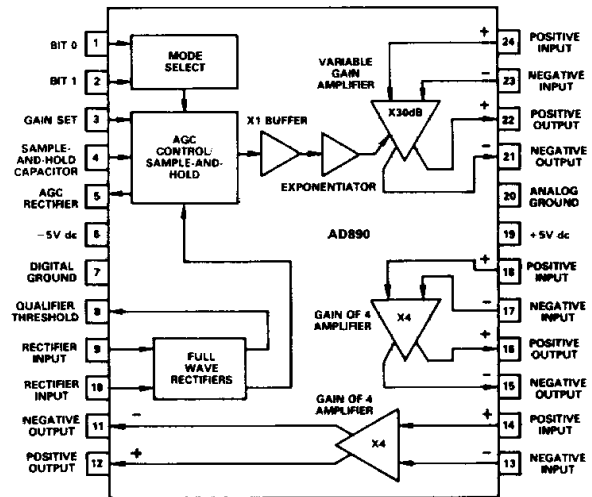 BIT 0
1
BIT 1
2
GAIN SET
3
SAMPLE-
AND-HOLD
CAPACITOR
4
AGC
RECTIFIER
5
−5V dc
6
DIGITAL
GROUND
7
QUALIFIER
THRESHOLD
8
RECTIFIER
INPUT
9
RECTIFIER
INPUT
10
NEGATIVE
OUTPUT
11
−
POSITIVE
OUTPUT
12
+
MODE
SELECT
AGC
CONTROL/
SAMPLE-AND-
HOLD
X1 BUFFER
EXPONENTIATOR
VARIABLE
GAIN
AMPLIFIER
X30dB
AD890
GAIN OF 4
AMPLIFIER
X4
FULL
WAVE
RECTIFIERS
GAIN OF 4
AMPLIFIER
X4
+
24
POSITIVE
INPUT
−
23
NEGATIVE
INPUT
+
22
POSITIVE
OUTPUT
−
21
NEGATIVE
OUTPUT
20
ANALOG
GROUND
19
+5V dc
+
18
POSITIVE
INPUT
−
17
NEGATIVE
INPUT
+
16
POSITIVE
OUTPUT
−
15
NEGATIVE
OUTPUT
+
14
POSITIVE
INPUT
−
13
NEGATIVE
INPUT